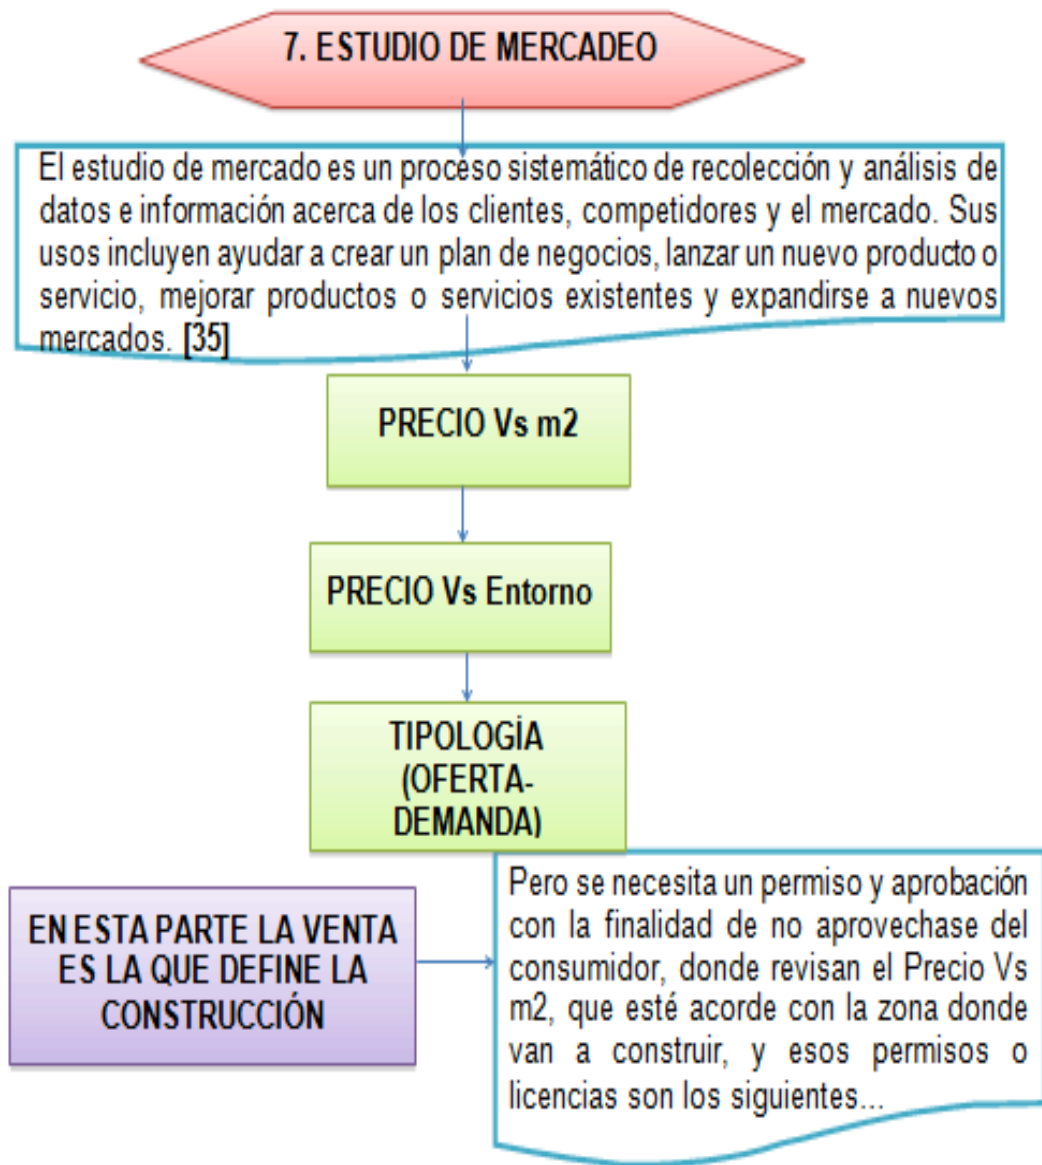 7. ESTUDIO DE MERCADEO
El estudio de mercado es un proceso sistemático de recolección y análisis de
datos e información acerca de los clientes, competidores y el mercado. Sus
usos incluyen ayudar a crear un plan de negocios, lanzar un nuevo producto o
servicio, mejorar productos o servicios existentes y expandirse a nuevos
mercados. [35]
PRECIO Vs m2
PRECIO Vs Entorno
TIPOLOGÍA
(OFERTA-
DEMANDA)
EN ESTA PARTE LA VENTA
ES LA QUE DEFINE LA
CONSTRUCCIÓN
Pero se necesita un permiso y aprobación
con la finalidad de no aprovechase del
consumidor, donde revisan el Precio Vs
m2, que esté acorde con la zona donde
van a construir, y esos permisos o
licencias son los siguientes...